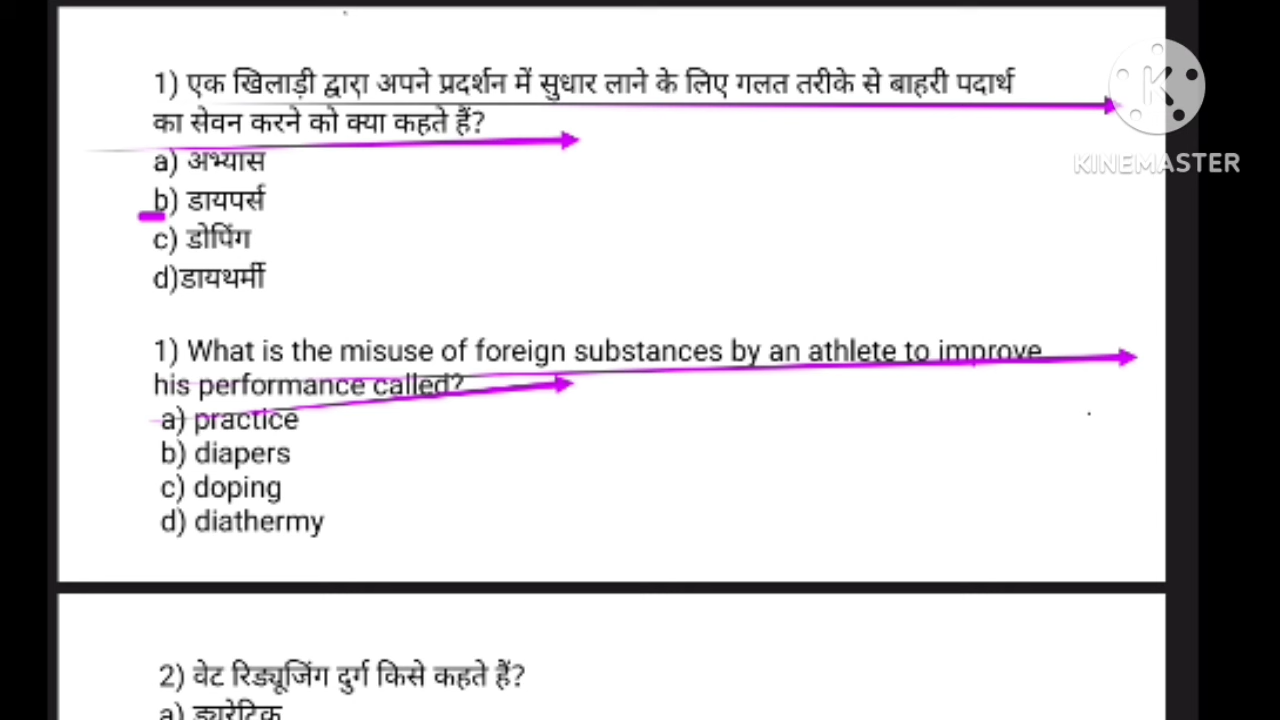 1) एक खिलाड़ी द्वारा अपने प्रदर्शन में सुधार लाने के लिए गलत तरीके से बाहरी पदार्थ
का सेवन करने को क्या कहते हैं?
a) अभ्यास
b) डायपर्स
c) डोपिंग
d)डायथर्मी
1) What is the misuse of foreign substances by an athlete to improve
his performance called?
a) practice
b) diapers
c) doping
d) diathermy
2) वेट रिड्यूजिंग दुर्ग किसे कहते हैं?
a) ड्यूरेटिक
KINEMASTER